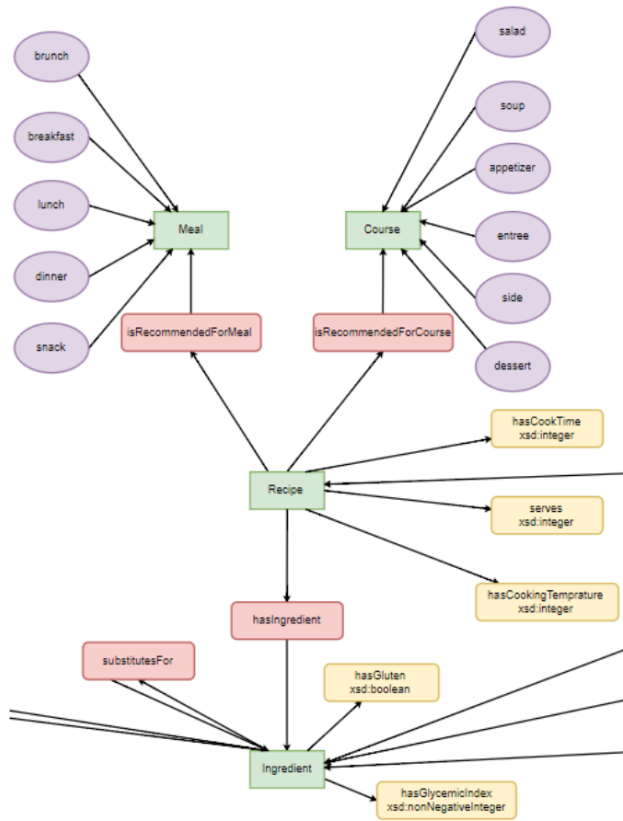 salad
brunch
soup
breakfast
appetizer
lunch
Meal
Course
entree
dinner
side
isRecommendedForMeal
isRecommendedForCourse
snack
dessert
hasCookTime
xsd:integer
Recipe
serves
xsd:integer
hasCookingTemprature
xsd:integer
hasIngredient
substitutesFor
hasGluten
xsd:boolean
Ingredient
hasGlycemicIndex
xsd:nonNegativeInteger